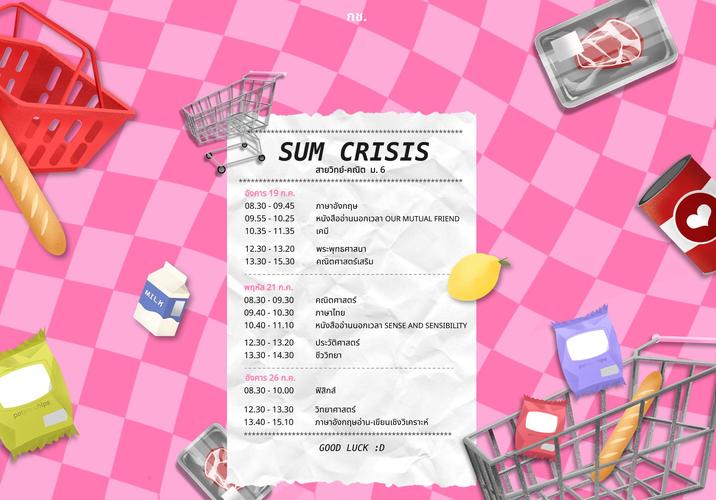 กช.
SUM CRISIS
สายวิทย์-คณิต ม. 6
อังคาร 19 ก.ค.
08.30 - 09.45 ภาษาอังกฤษ
09.55 - 10.25 หนังสืออ่านนอกเวลา OUR MUTUAL FRIEND
10.35 - 11.35 เคมี
12.30 - 13.20 พระพุทธศาสนา
13.30 - 15.30 คณิตศาสตร์เสริม
พฤหัส 21 ก.ค.
08.30 - 09.30 คณิตศาสตร์
09.40 - 10.30 ภาษาไทย
10.40 - 11.10 หนังสืออ่านนอกเวลา SENSE AND SENSIBILITY
12.30 - 13.20 ประวัติศาสตร์
13.30 - 14.30 ชีววิทยา
อังคาร 26 ก.ค.
08.30 - 10.00 ฟิสิกส์
12.30 - 13.30 วิทยาศาสตร์
13.40 - 15.10 ภาษาอังกฤษอ่าน-เขียนเชิงวิเคราะห์
GOOD LUCK :D
MILK
potato chips